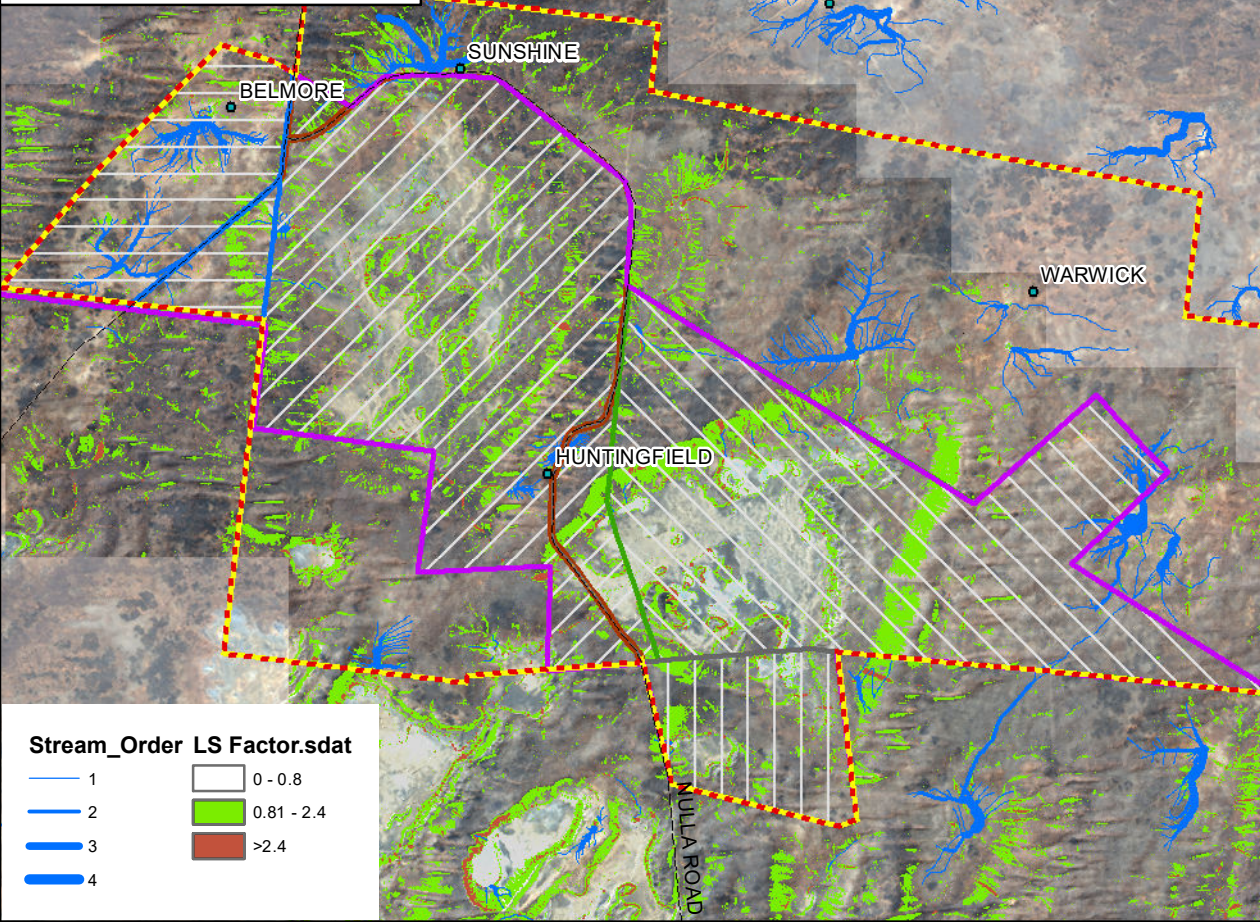 SUNSHINE
BELMORE
WARWICK
HUNTINGFIELD
NULLA ROAD
Stream_Order LS Factor.sdat
1 0 - 0.8
2 0.81 - 2.4
3 >2.4
4